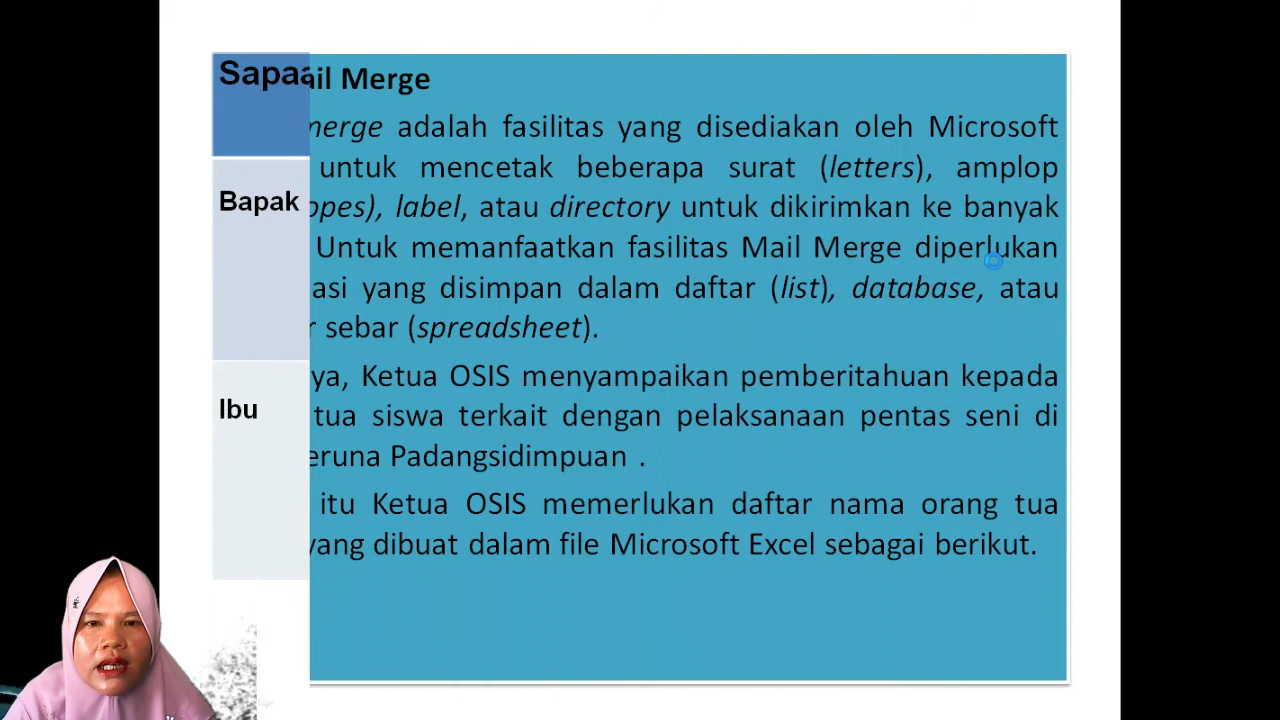 Sapaa
ail Merge
merge adalah fasilitas yang disediakan oleh Microsoft
untuk mencetak beberapa surat (letters), amplop
Bapak
opes), label, atau directory untuk dikirimkan ke banyak
Untuk memanfaatkan fasilitas Mail Merge diperlukan
asi yang disimpan dalam daftar (list), database, atau
r sebar (spreadsheet).
ya, Ketua OSIS menyampaikan pemberitahuan kepada
Ibu
tua siswa terkait dengan pelaksanaan pentas seni di
eruna Padangsidimpuan .
itu Ketua OSIS memerlukan daftar nama orang tua
yang dibuat dalam file Microsoft Excel sebagai berikut.